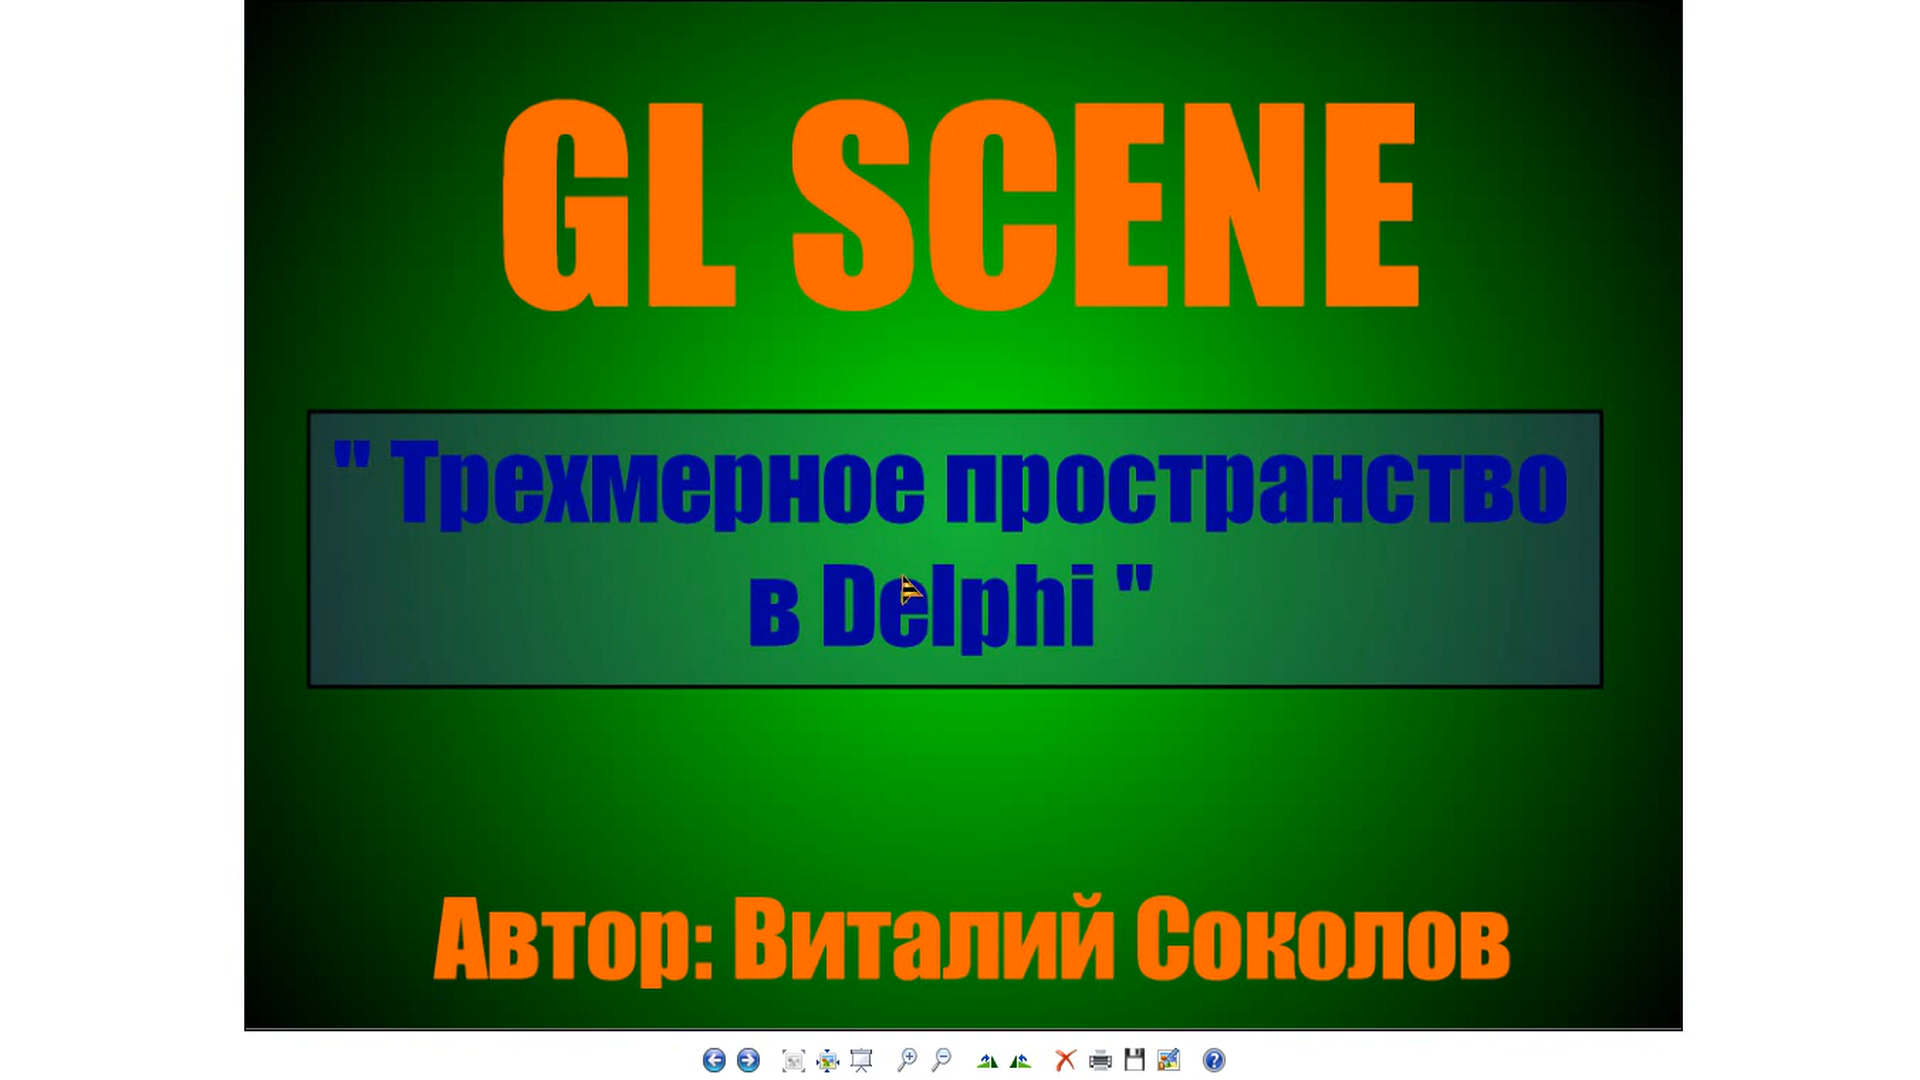 GL SCENE
" Трехмерное пространство
в Delphi "
Автор: Виталий Соколов